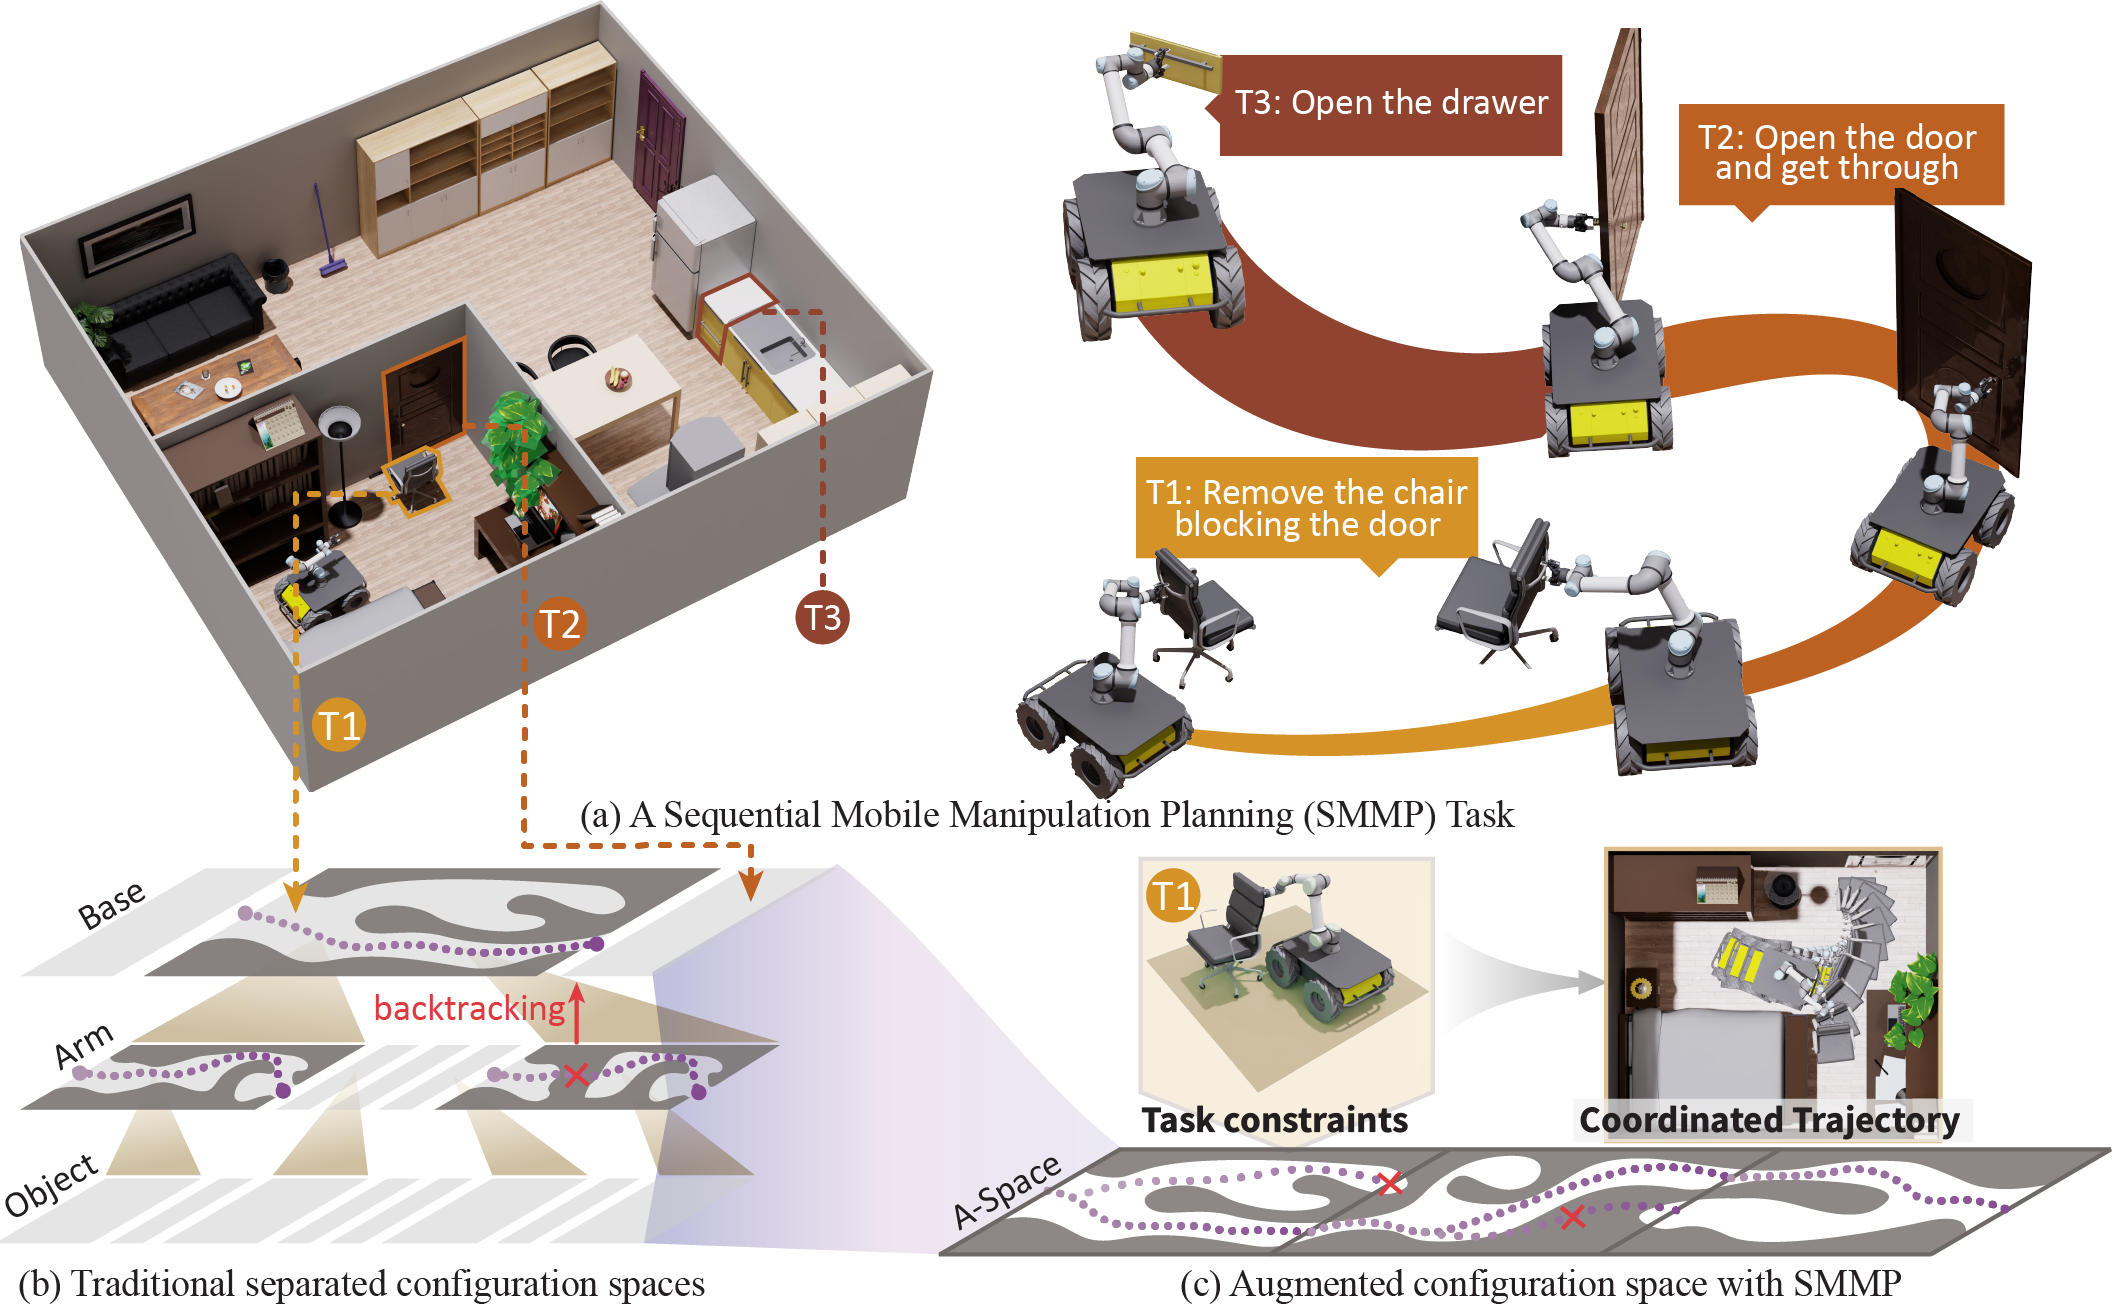 T3: Open the drawer
T2: Open the door
and get through
T1: Remove the chair
blocking the door
T1
T2
T3
(a) A Sequential Mobile Manipulation Planning (SMMP) Task
Base
backtracking
Arm
Object
(b) Traditional separated configuration spaces
T1
Task constraints
Coordinated Trajectory
A-Space
(c) Augmented configuration space with SMMP